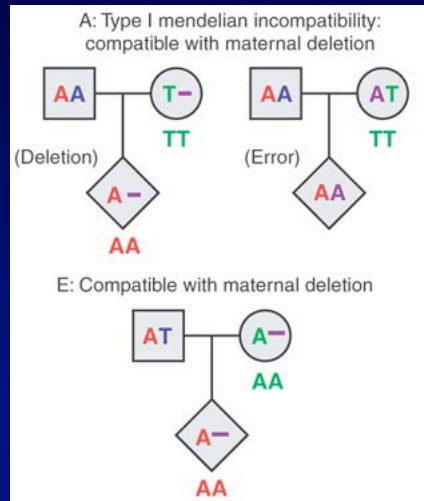 A: Type I mendelian incompatibility:
compatible with maternal deletion
AA T–
TT
AA AT
TT
(Deletion)
(Error)
A –
AA
AA
E: Compatible with maternal deletion
AT A–
AA
A–
AA